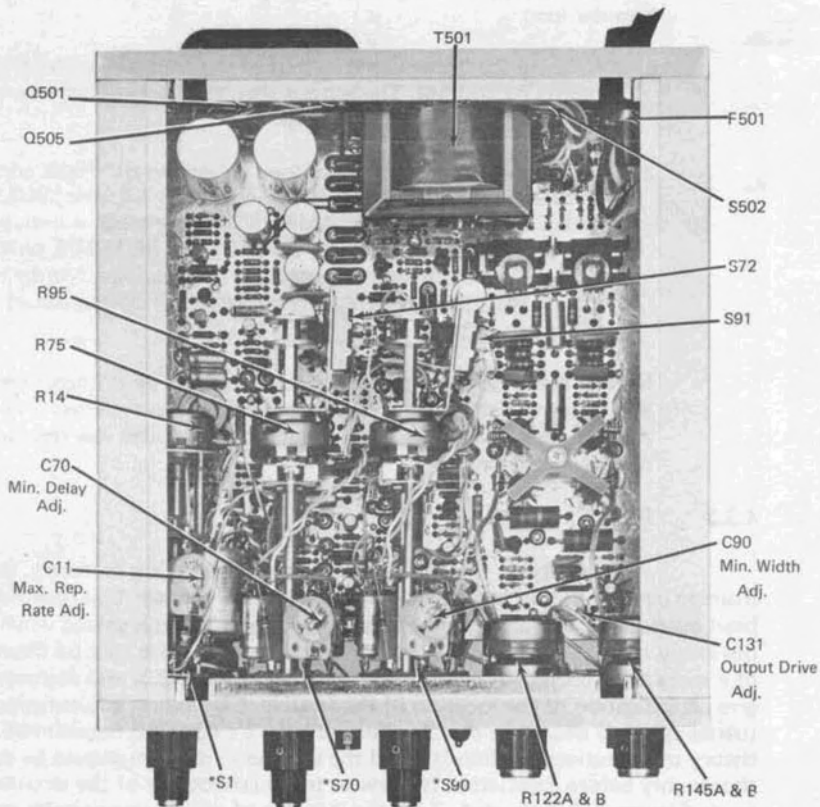 T501
Q501
Q505
F501
S502
S72
R95
S91
R75
R14
C70
Min. Delay
Adj.
C90
Min. Width
Adj.
C11
Max. Rep.
Rate Adj.
C131
Output Drive
Adj.
*S1
*S70
*S90
R122A & B
R145A & B